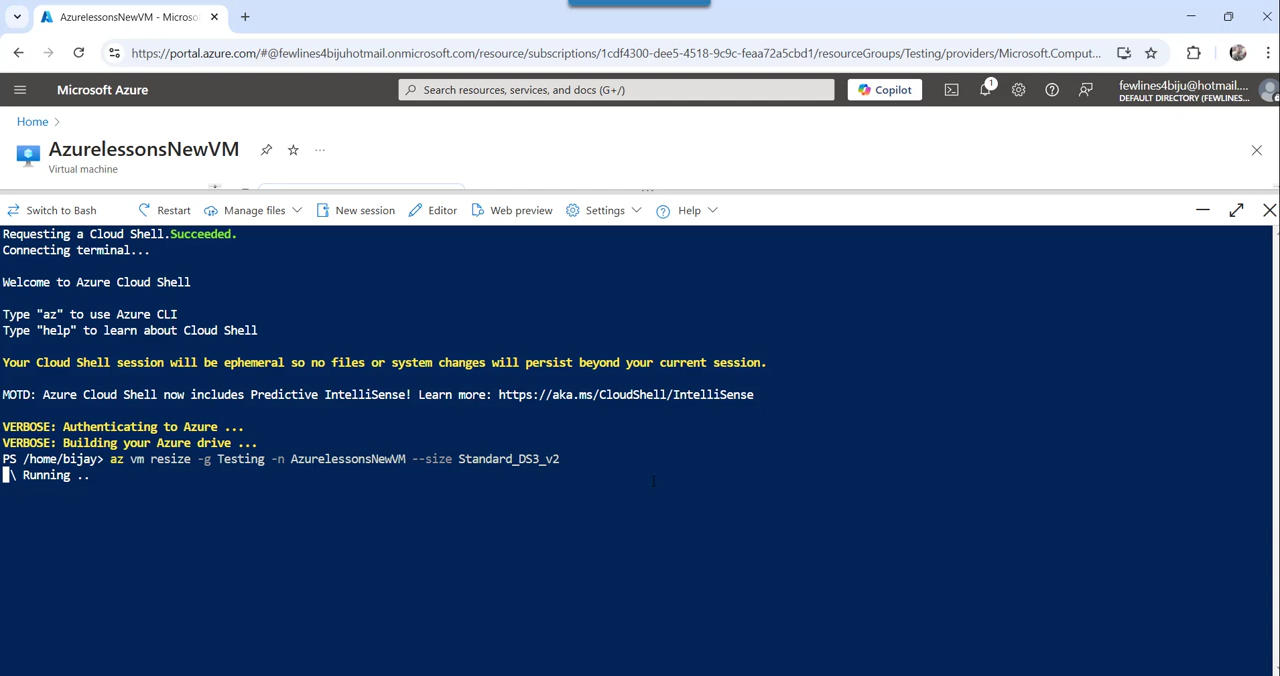 AzurelessonsNewVM - Microso
https://portal.azure.com/#@fewlines4bijuhotmail.onmicrosoft.com/resource/subscriptions/1cdf4300-dee5-4518-9c9c-feaa72a5cbd1/resourceGroups/Testing/providers/Microsoft.Comput...
Microsoft Azure
Search resources, services, and docs (G+/)
Copilot
1
fewlines4biju@hotmail....
DEFAULT DIRECTORY (FEWLINES...
Home
AzurelessonsNewVM
Virtual machine
Switch to Bash Restart Manage files New session Editor Web preview Settings Help
Requesting a Cloud Shell.Succeeded.
Connecting terminal...
Welcome to Azure Cloud Shell
Type "az" to use Azure CLI
Type "help" to learn about Cloud Shell
Your Cloud Shell session will be ephemeral so no files or system changes will persist beyond your current session.
MOTD: Azure Cloud Shell now includes Predictive IntelliSense! Learn more: https://aka.ms/CloudShell/IntelliSense
VERBOSE: Authenticating to Azure ...
VERBOSE: Building your Azure drive ...
PS /home/bijay> az vm resize -g Testing -n AzurelessonsNewVM --size Standard_DS3_v2
\ Running ..